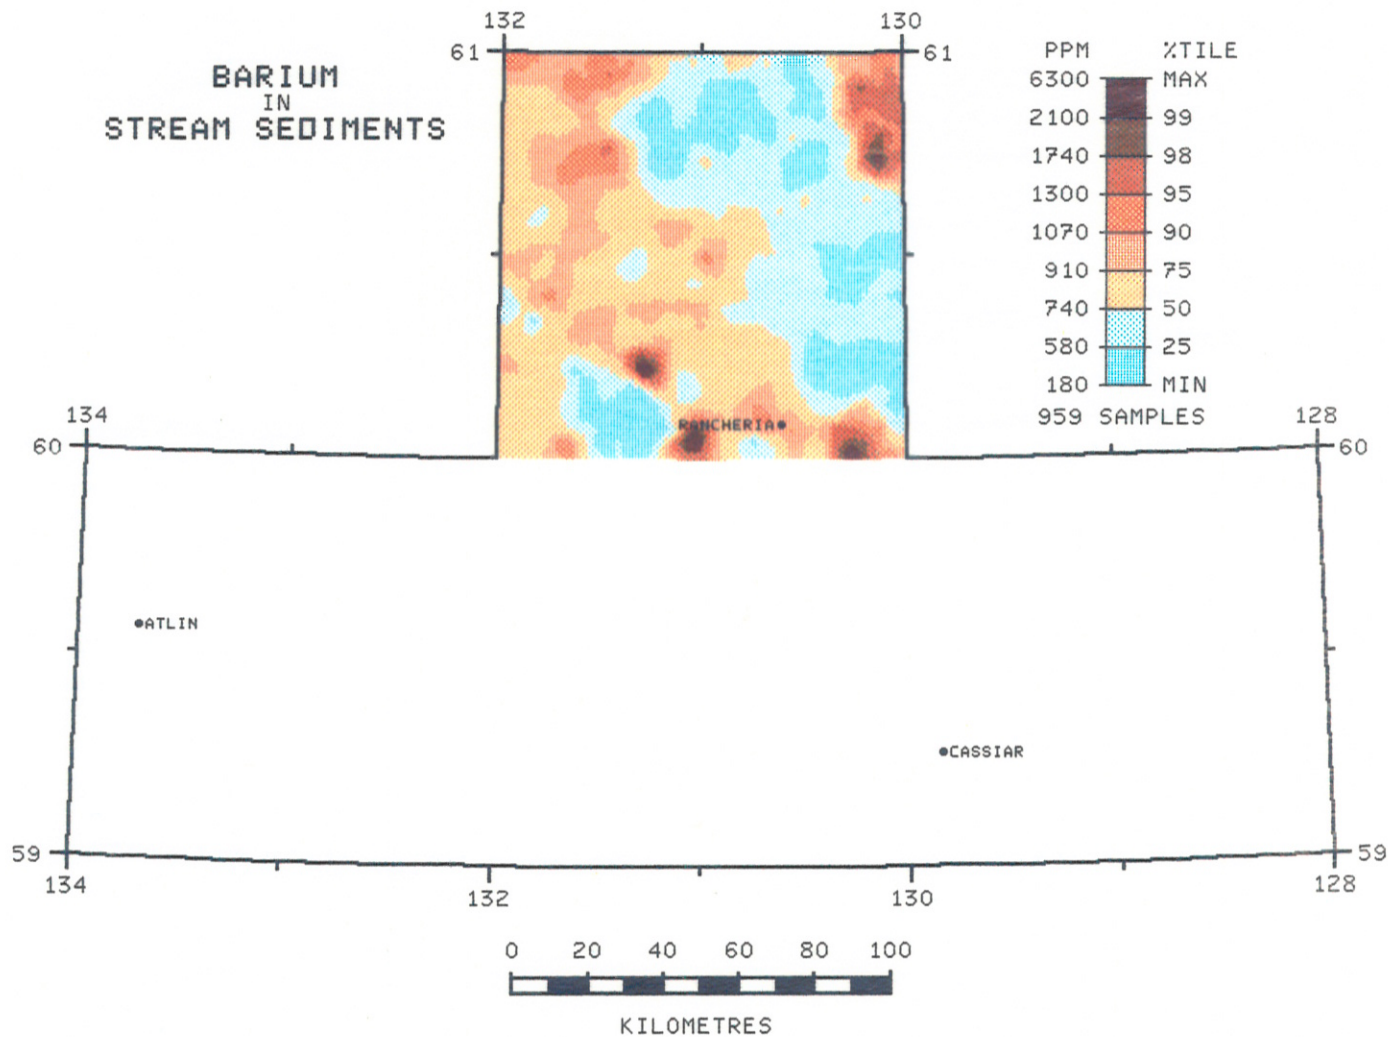 132 130
61 61
BARIUM
IN
STREAM SEDIMENTS
PPM %TILE
6300 MAX
2100 99
1740 98
1300 95
1070 90
910 75
740 50
580 25
180 MIN
959 SAMPLES
134 128
60 60
RANCHERIA
ATLIN
CASSIAR
59 59
134 132 130 128
0 20 40 60 80 100
KILOMETRES